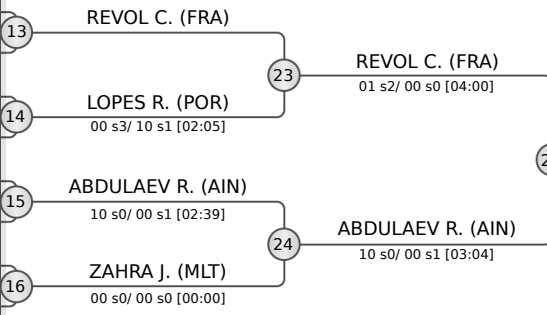 13
REVOL C. (FRA)
23
REVOL C. (FRA)
01 s2/ 00 s0 [04:00]
14
LOPES R. (POR)
00 s3/ 10 s1 [02:05]
15
ABDULAEV R. (AIN)
10 s0/ 00 s1 [02:39]
24
ABDULAEV R. (AIN)
10 s0/ 00 s1 [03:04]
16
ZAHRA J. (MLT)
00 s0/ 00 s0 [00:00]